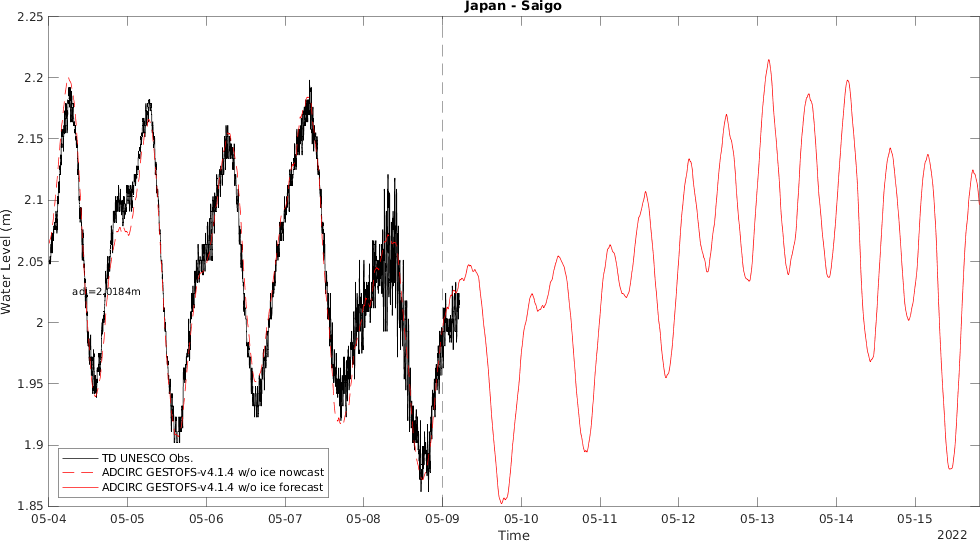 Japan - Saigo
2.25
2.2
2.15
2.1
2.05
2
1.95
1.9
1.85
Water Level (m)
adj=2.0184m
TD UNESCO Obs.
ADCIRC GESTOFS-v4.1.4 w/o ice nowcast
ADCIRC GESTOFS-v4.1.4 w/o ice forecast
05-04 05-05 05-06 05-07 05-08 05-09 05-10 05-11 05-12 05-13 05-14 05-15
Time
2022